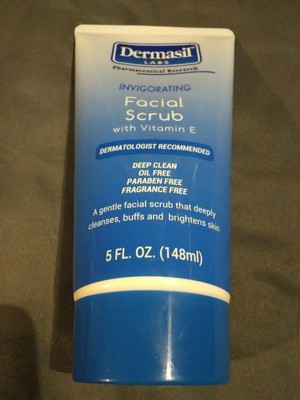 Dermasil
LABS
Pharmaceutical Research
INVIGORATING
Facial
Scrub
with Vitamin E
DERMATOLOGIST RECOMMENDED
DEEP CLEAN
OIL FREE
PARABEN FREE
FRAGRANCE FREE
A gentle facial scrub that deeply
cleanses, buffs and brightens skin
5 FL. OZ. (148ml)